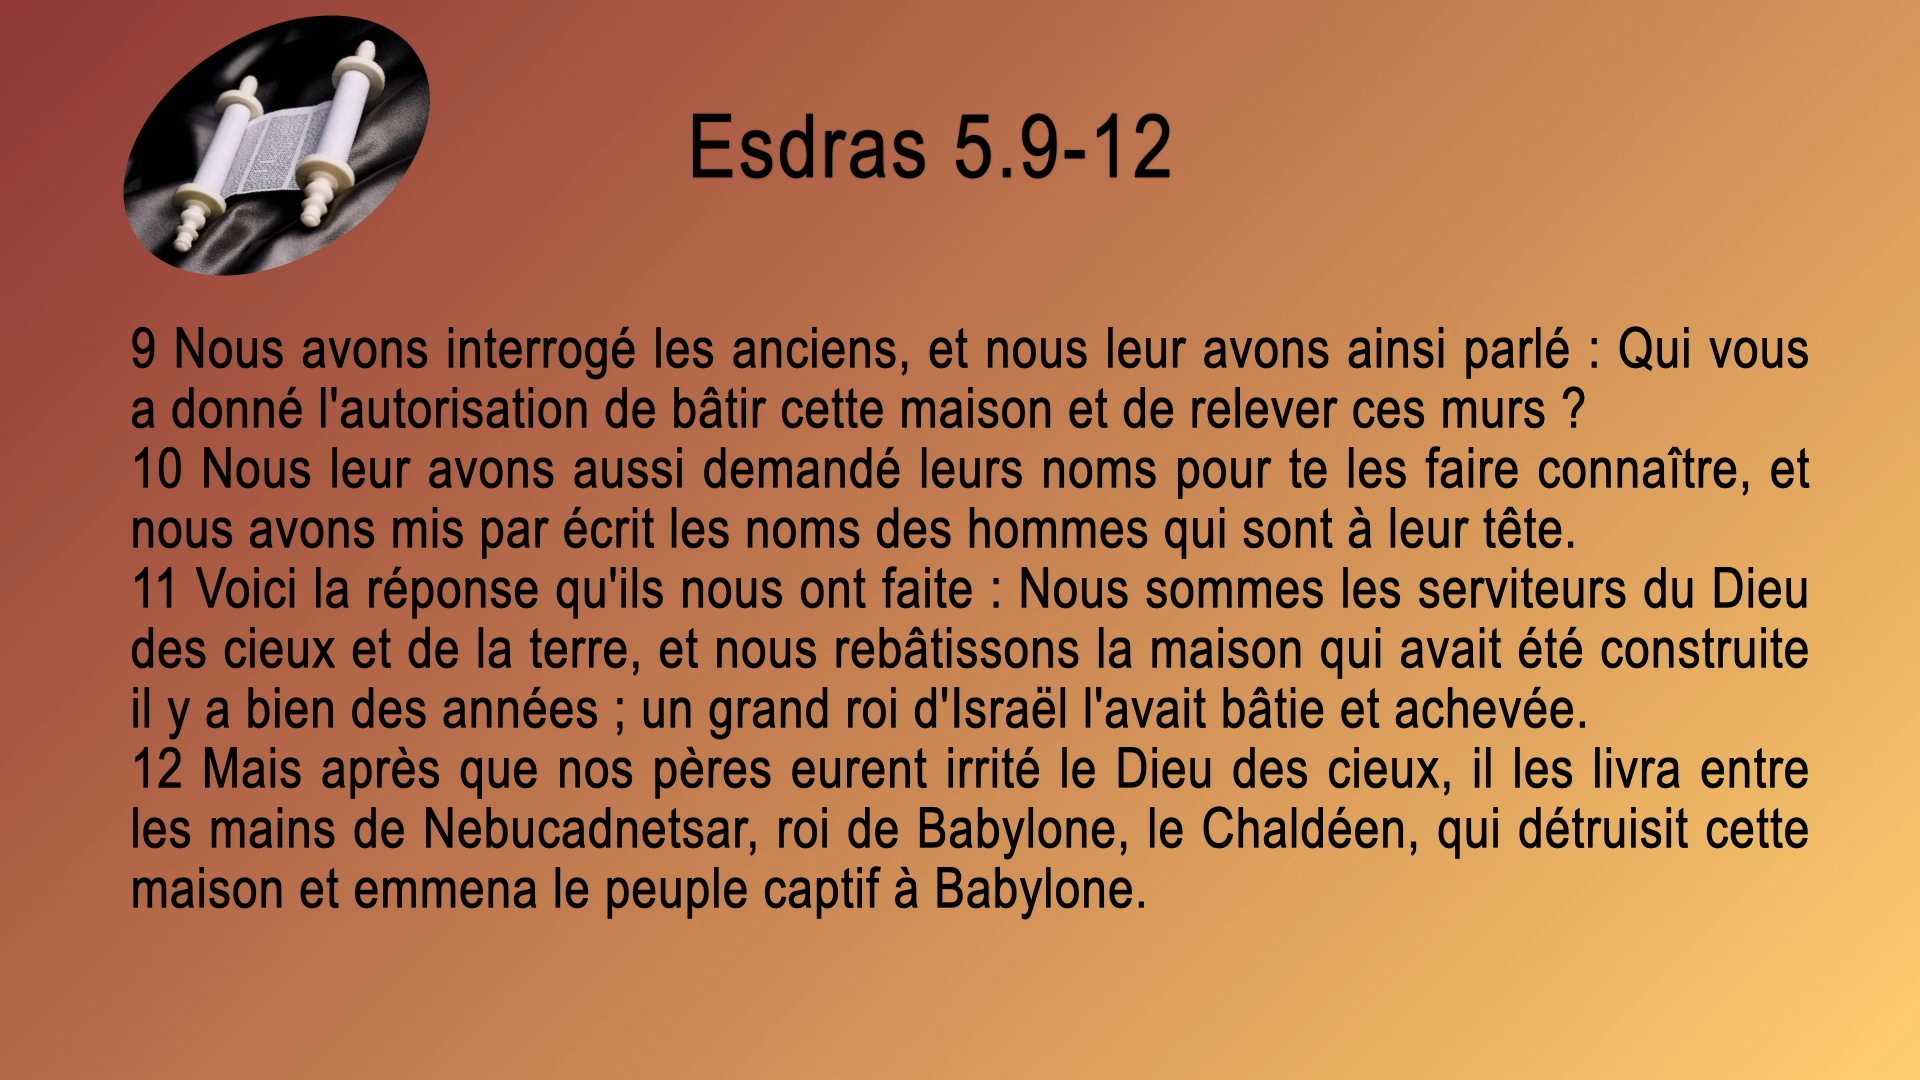 Esdras 5.9-12
9 Nous avons interrogé les anciens, et nous leur avons ainsi parlé : Qui vous
a donné l'autorisation de bâtir cette maison et de relever ces murs ?
10 Nous leur avons aussi demandé leurs noms pour te les faire connaître, et
nous avons mis par écrit les noms des hommes qui sont à leur tête.
11 Voici la réponse qu'ils nous ont faite : Nous sommes les serviteurs du Dieu
des cieux et de la terre, et nous rebâtissons la maison qui avait été construite
il y a bien des années ; un grand roi d'Israël l'avait bâtie et achevée.
12 Mais après que nos pères eurent irrité le Dieu des cieux, il les livra entre
les mains de Nebucadnetsar, roi de Babylone, le Chaldéen, qui détruisit cette
maison et emmena le peuple captif à Babylone.